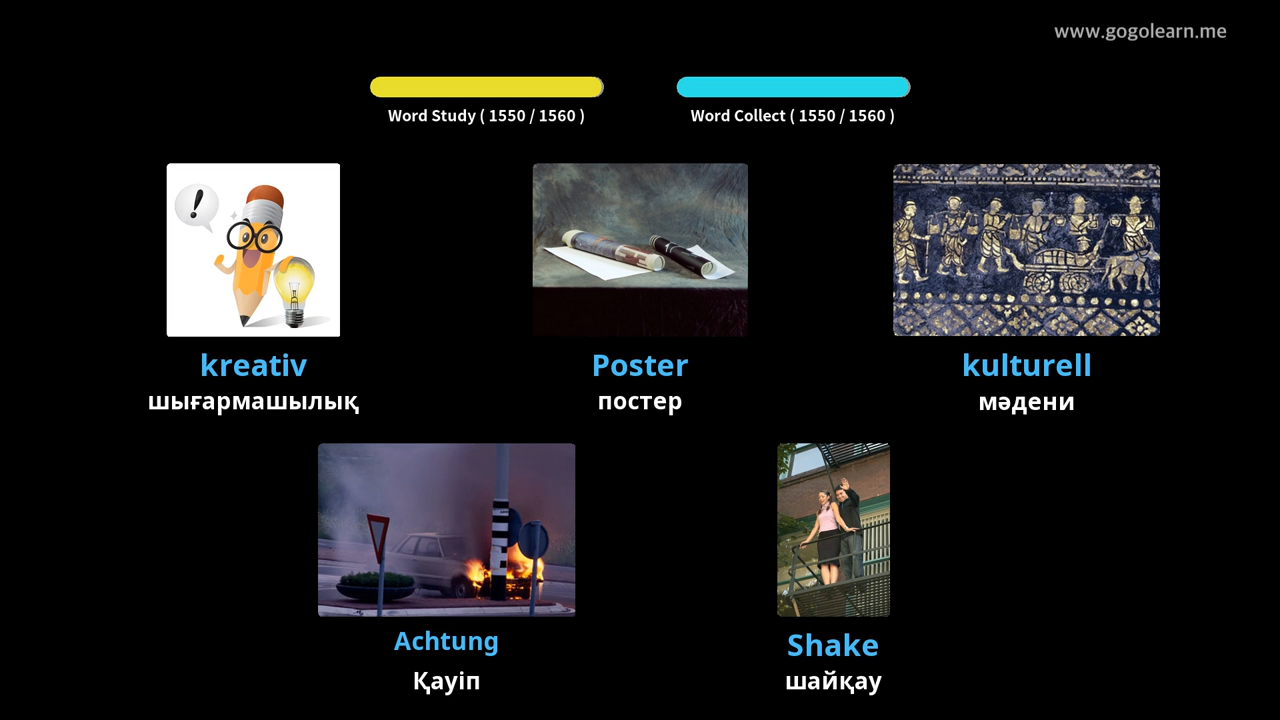 www.gogolearn.me
Word Study ( 1550 / 1560 )
Word Collect ( 1550 / 1560 )
kreativ
шығармашылық
Poster
постер
kulturell
мәдени
Achtung
Қауіп
Shake
шайқау